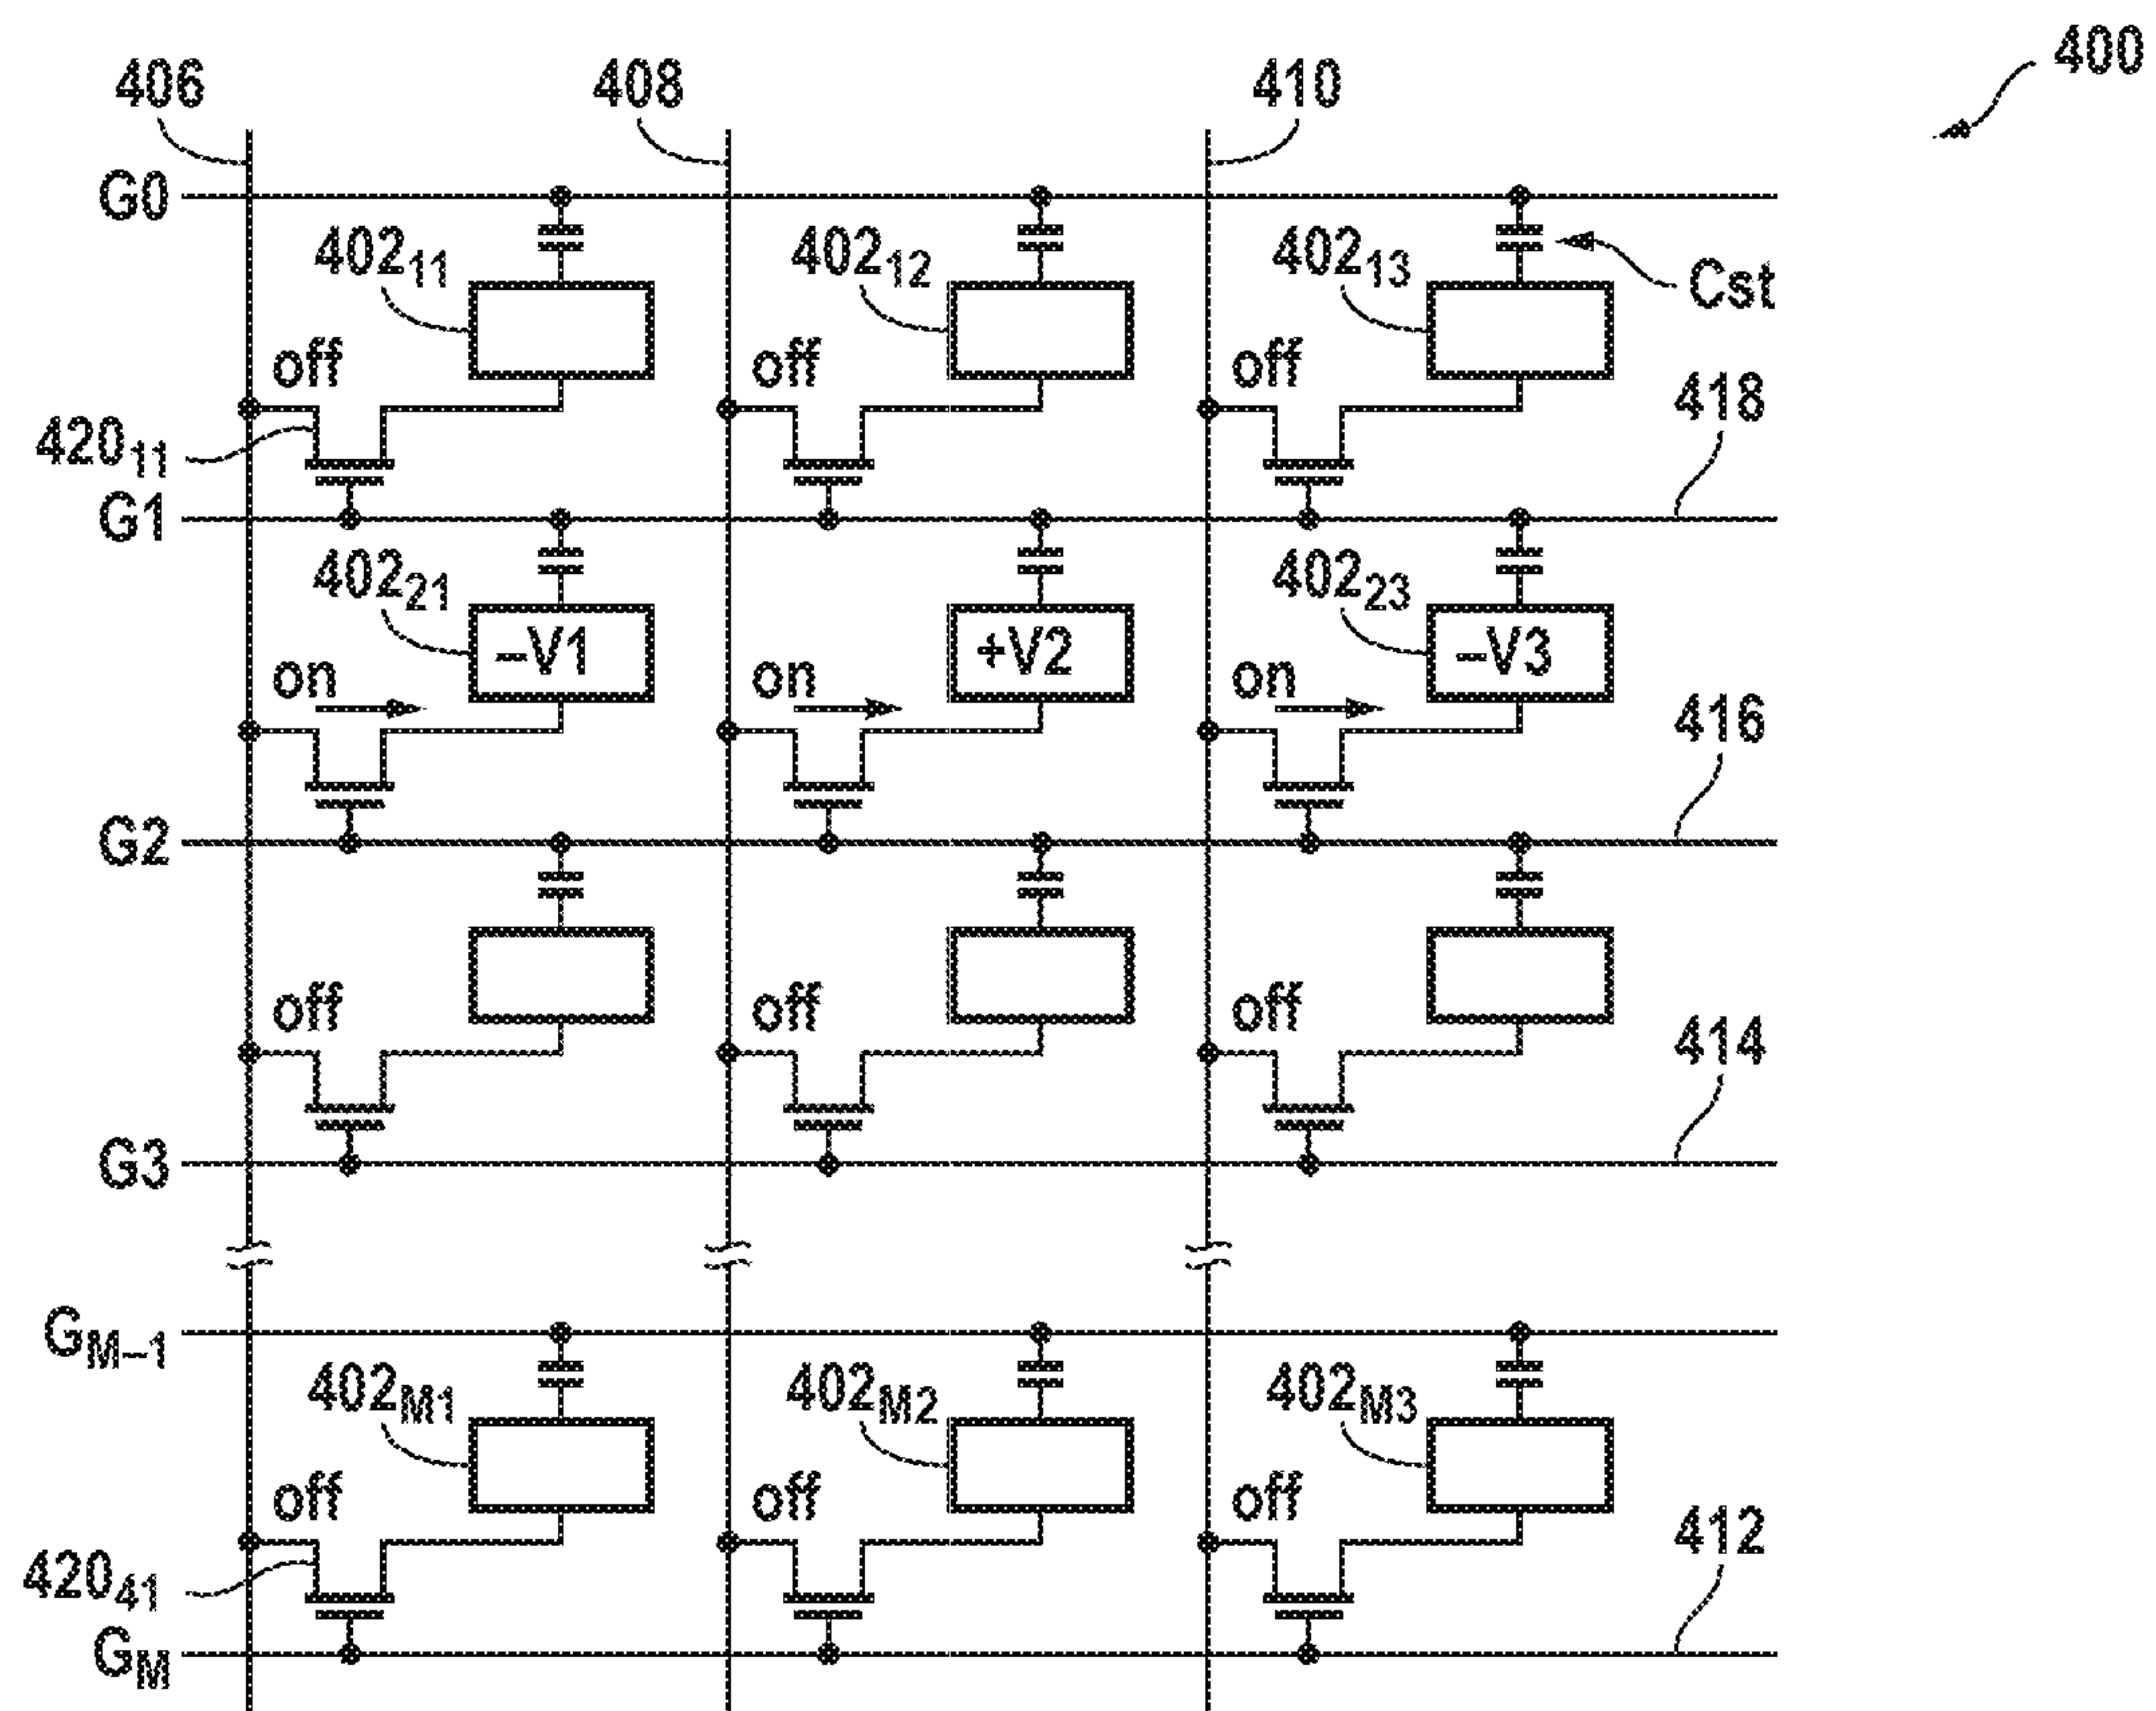 400
406 408 410
G0
402₁₁ 402₁₂ 402₁₃ Cst
off off off
418
420₁₁
G1
402₂₁ 402₂₃
–V1 +V2 –V3
on on on
416
G2
off off off
414
G3
G_M–1
402_M1 402_M2 402_M3
off off off
412
420₄₁
G_M